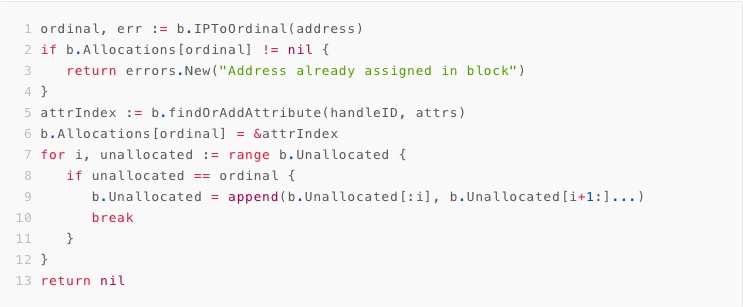 1 ordinal, err := b.IPToOrdinal(address)
2 if b.Allocations[ordinal] != nil {
3    return errors.New("Address already assigned in block")
4 }
5 attrIndex := b.findOrAddAttribute(handleID, attrs)
6 b.Allocations[ordinal] = &attrIndex
7 for i, unallocated := range b.Unallocated {
8    if unallocated == ordinal {
9       b.Unallocated = append(b.Unallocated[:i], b.Unallocated[i+1:]...)
10       break
11    }
12 }
13 return nil